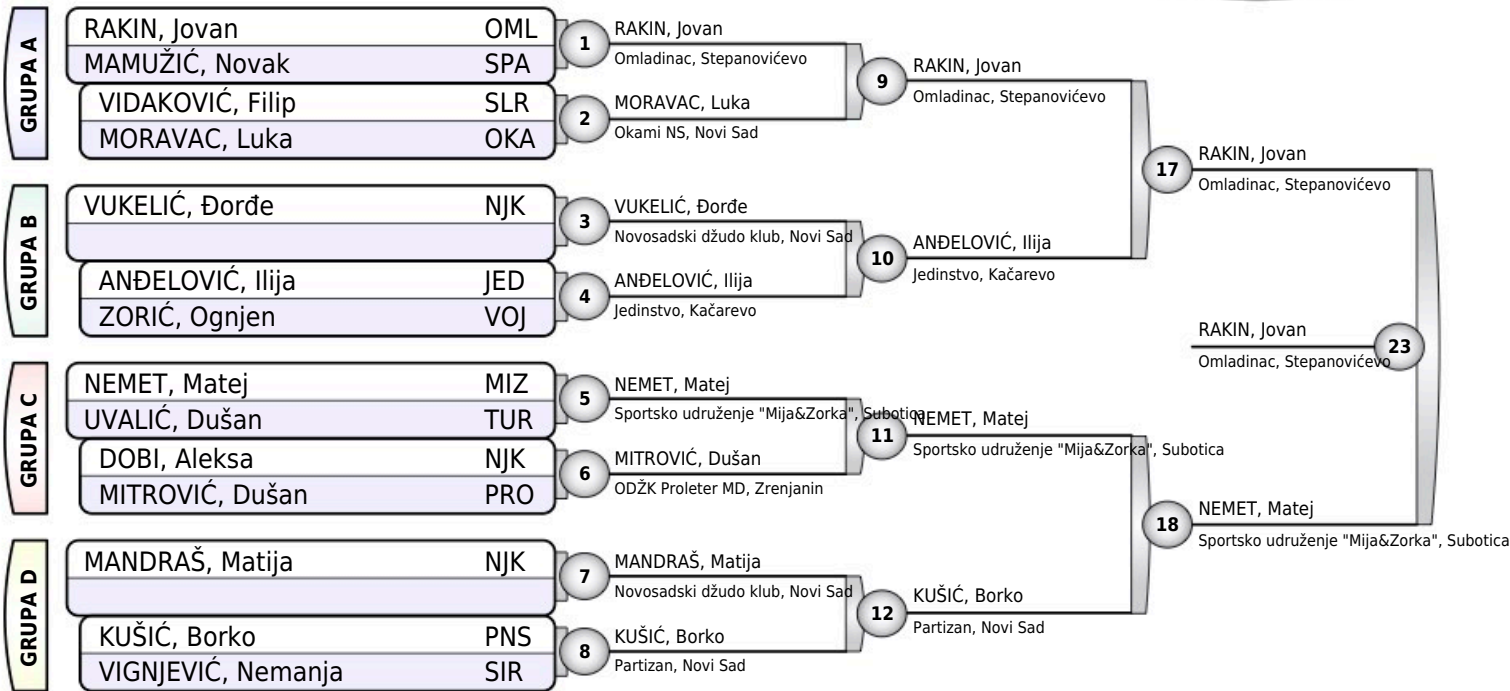 GRUPA A
RAKIN, Jovan OML
MAMUŽIĆ, Novak SPA
VIDAKOVIĆ, Filip SLR
MORAVAC, Luka OKA
GRUPA B
VUKELIĆ, Đorđe NJK
ANĐELOVIĆ, Ilija JED
ZORIĆ, Ognjen VOJ
GRUPA C
NEMET, Matej MIZ
UVALIĆ, Dušan TUR
DOBI, Aleksa NJK
MITROVIĆ, Dušan PRO
GRUPA D
MANDRAŠ, Matija NJK
KUŠIĆ, Borko PNS
VIGNJEVIĆ, Nemanja SIR
1
RAKIN, Jovan
Omladinac, Stepanovićevo
2
MORAVAC, Luka
Okami NS, Novi Sad
3
VUKELIĆ, Đorđe
Novosadski džudo klub, Novi Sad
4
ANĐELOVIĆ, Ilija
Jedinstvo, Kačarevo
5
NEMET, Matej
Sportsko udruženje "Mija&Zorka", Subotica
6
MITROVIĆ, Dušan
ODŽK Proleter MD, Zrenjanin
7
MANDRAŠ, Matija
Novosadski džudo klub, Novi Sad
8
KUŠIĆ, Borko
Partizan, Novi Sad
9
RAKIN, Jovan
Omladinac, Stepanovićevo
10
ANĐELOVIĆ, Ilija
Jedinstvo, Kačarevo
11
NEMET, Matej
Sportsko udruženje "Mija&Zorka", Subotica
12
KUŠIĆ, Borko
Partizan, Novi Sad
17
RAKIN, Jovan
Omladinac, Stepanovićevo
18
NEMET, Matej
Sportsko udruženje "Mija&Zorka", Subotica
RAKIN, Jovan
Omladinac, Stepanovićevo
23